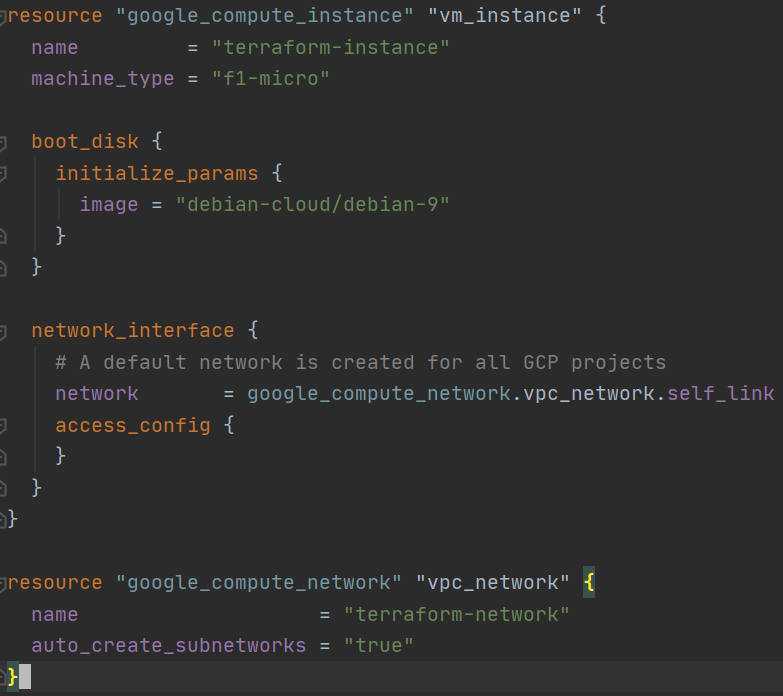 resource "google_compute_instance" "vm_instance" {
  name         = "terraform-instance"
  machine_type = "f1-micro"

  boot_disk {
    initialize_params {
      image = "debian-cloud/debian-9"
    }
  }

  network_interface {
    # A default network is created for all GCP projects
    network       = google_compute_network.vpc_network.self_link
    access_config {
    }
  }
}

resource "google_compute_network" "vpc_network" {
  name                    = "terraform-network"
  auto_create_subnetworks = "true"
}